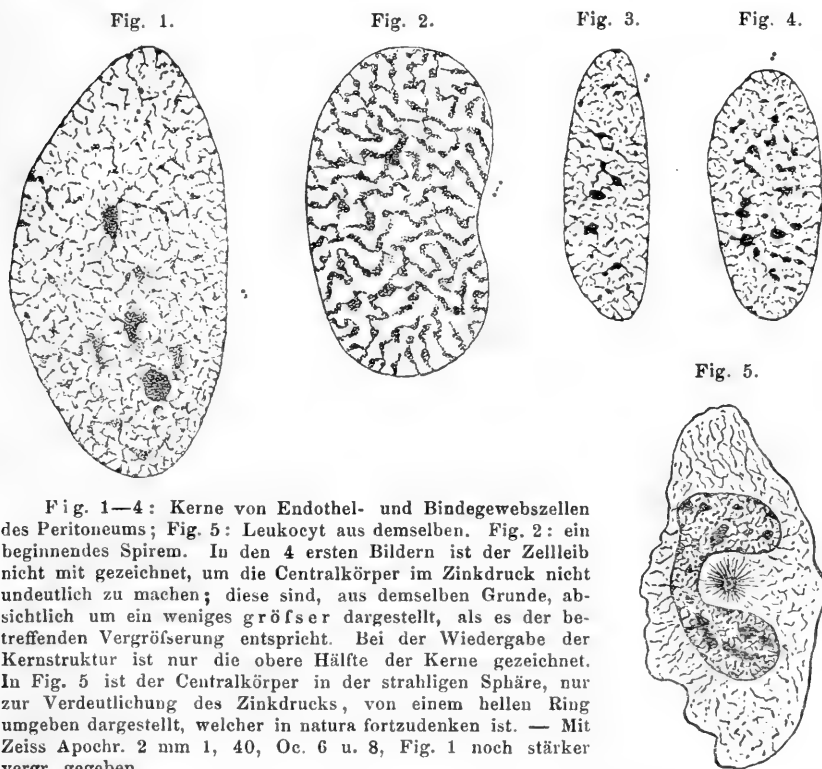 Fig. 1.
Fig. 2.
Fig. 3.
Fig. 4.
Fig. 5.
Fig. 1—4: Kerne von Endothel- und Bindegewebszellen
des Peritoneums; Fig. 5: Leukocyt aus demselben. Fig. 2: ein
beginnendes Spirem. In den 4 ersten Bildern ist der Zellleib
nicht mit gezeichnet, um die Centralkörper im Zinkdruck nicht
undeutlich zu machen; diese sind, aus demselben Grunde, ab-
sichtlich um ein weniges gröfser dargestellt, als es der be-
treffenden Vergröfserung entspricht. Bei der Wiedergabe der
Kernstruktur ist nur die obere Hälfte der Kerne gezeichnet.
In Fig. 5 ist der Centralkörper in der strahligen Sphäre, nur
zur Verdeutlichung des Zinkdrucks, von einem hellen Ring
umgeben dargestellt, welcher in natura fortzudenken ist. — Mit
Zeiss Apochr. 2 mm 1, 40, Oc. 6 u. 8, Fig. 1 noch stärker
vergr. gegeben